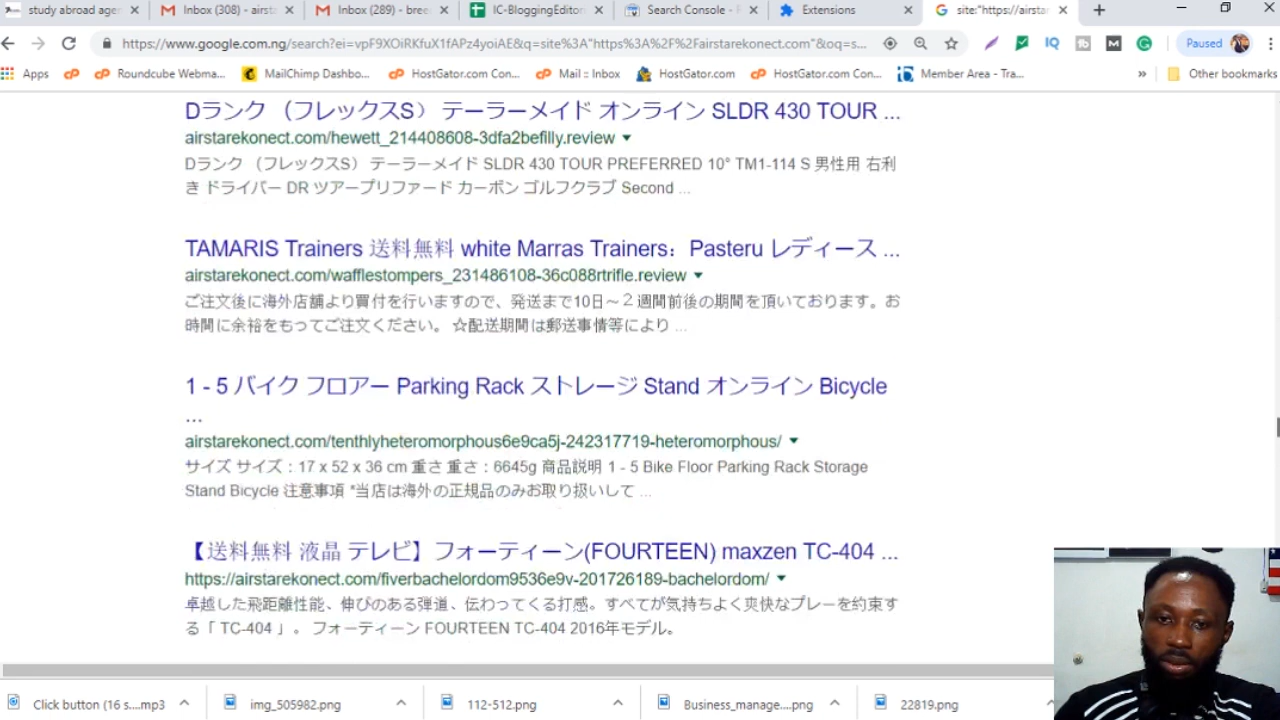 study abroad ager
Inbox (308) - airsta
Inbox (289) - bree
IC-BloggingEditon
Search Console - R
Extensions
site:"https://airstar
https://www.google.com.ng/search?ei=vpF9XOiRKfuX1fAPz4yoiAE&q=site%3A"https%3A%2F%2Fairstarekonect.com"&oq=s...
Paused
Apps
Roundcube Webma...
MailChimp Dashbo...
HostGator.com Con...
Mail :: Inbox
HostGator.com
HostGator.com Con...
Member Area - Tra...
»
Other bookmarks
Dランク （フレックスS） テーラーメイド オンライン SLDR 430 TOUR ...
airstarekonect.com/hewett_214408608-3dfa2befilly.review
Dランク （フレックスS） テーラーメイド SLDR 430 TOUR PREFERRED 10° TM1-114 S 男性用 右利
き ドライバー DR ツアープリファード カーボン ゴルフクラブ Second ...
TAMARIS Trainers 送料無料 white Marras Trainers：Pasteru レディース ...
airstarekonect.com/wafflestompers_231486108-36c088rtrifle.review
ご注文後に海外店舗より買付を行いますので、発送まで10日～２週間前後の期間を頂いております。お
時間に余裕をもってご注文ください。 ☆配送期間は郵送事情等により ...
1 - 5 バイク フロアー Parking Rack ストレージ Stand オンライン Bicycle
...
airstarekonect.com/tenthlyheteromorphous6e9ca5j-242317719-heteromorphous/
サイズ サイズ：17 x 52 x 36 cm 重さ 重さ：6645g 商品説明 1 - 5 Bike Floor Parking Rack Storage
Stand Bicycle 注意事項 *当店は海外の正規品のみお取り扱いして ...
【送料無料 液晶 テレビ】フォーティーン(FOURTEEN) maxzen TC-404 ...
https://airstarekonect.com/fiverbachelordom9536e9v-201726189-bachelordom/
卓越した飛距離性能、伸びのある弾道、伝わってくる打感。すべてが気持ちよく爽快なプレーを約束す
る「 TC-404 」。 フォーティーン FOURTEEN TC-404 2016年モデル。
Click button (16 s....mp3
img_505982.png
112-512.png
Business_manage....png
22819.png